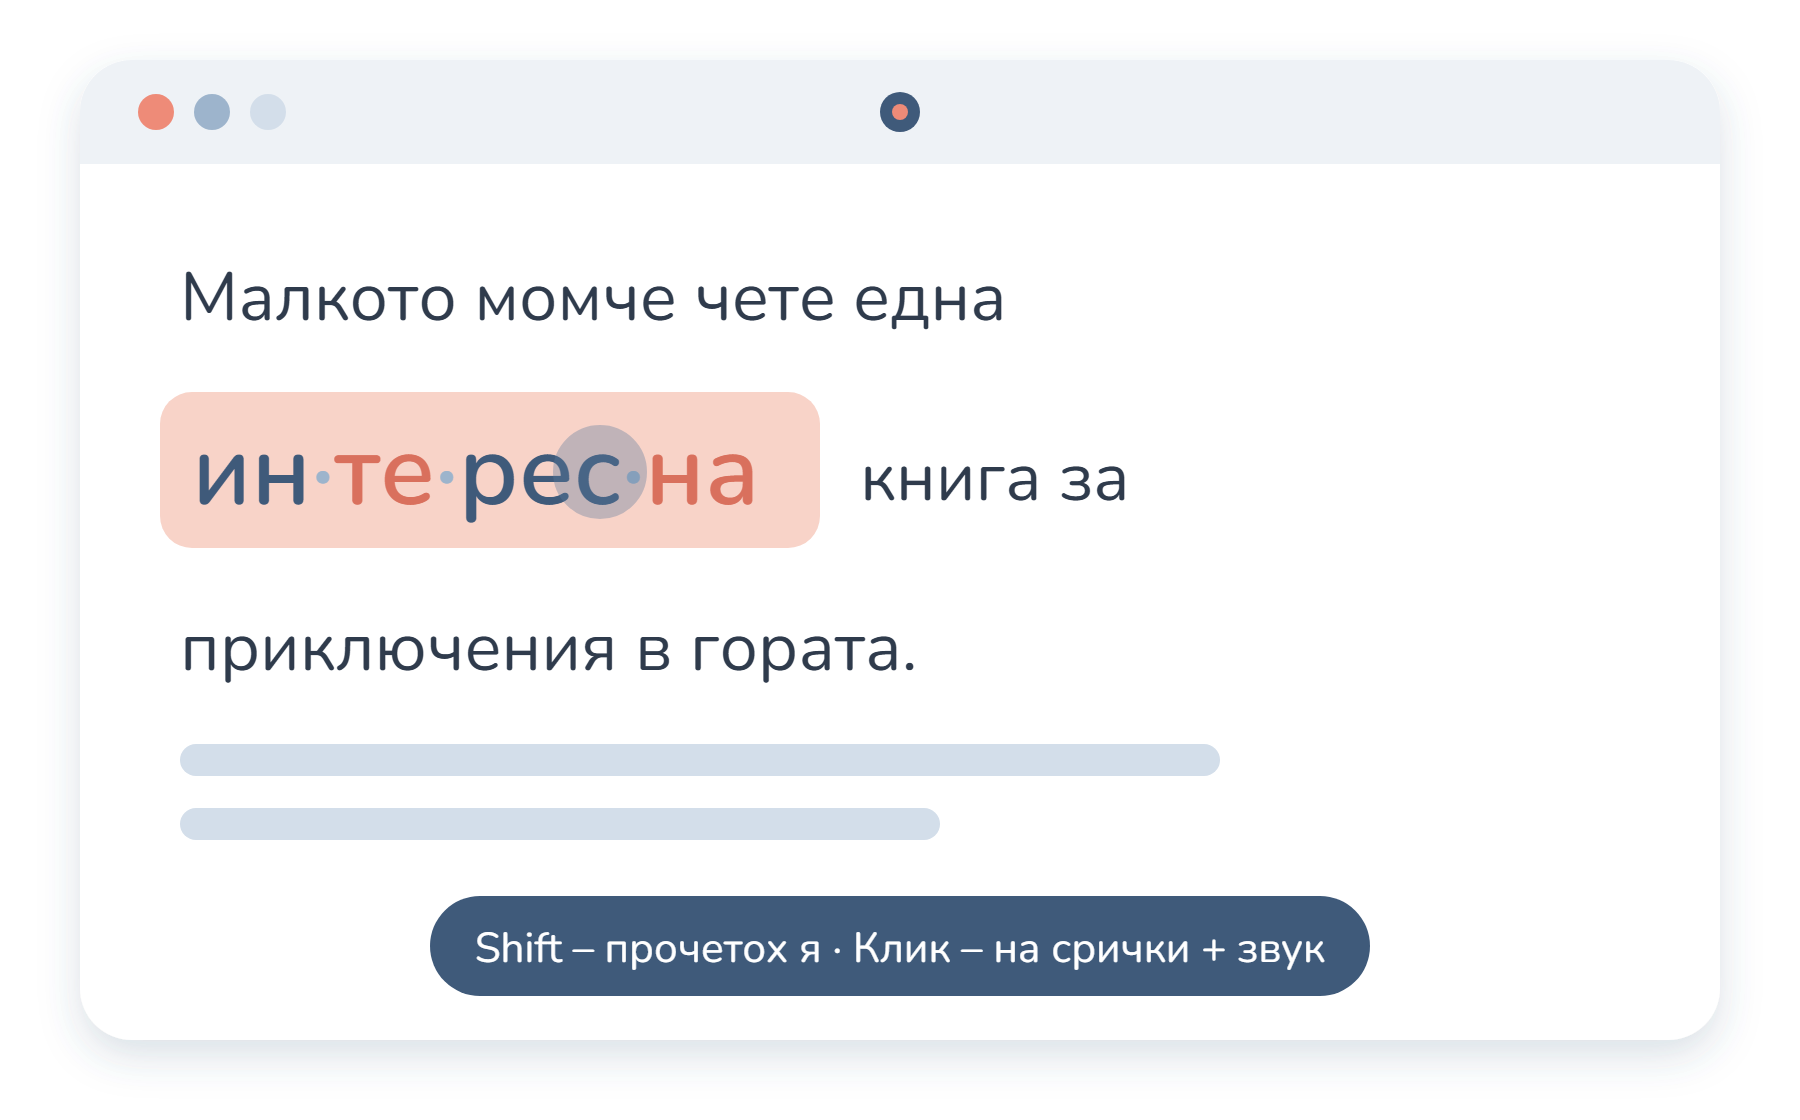 Малкото момче чете една
ин·те·рес·на книга за
приключения в гората.
Shift – прочетох я · Клик – на срички + звук